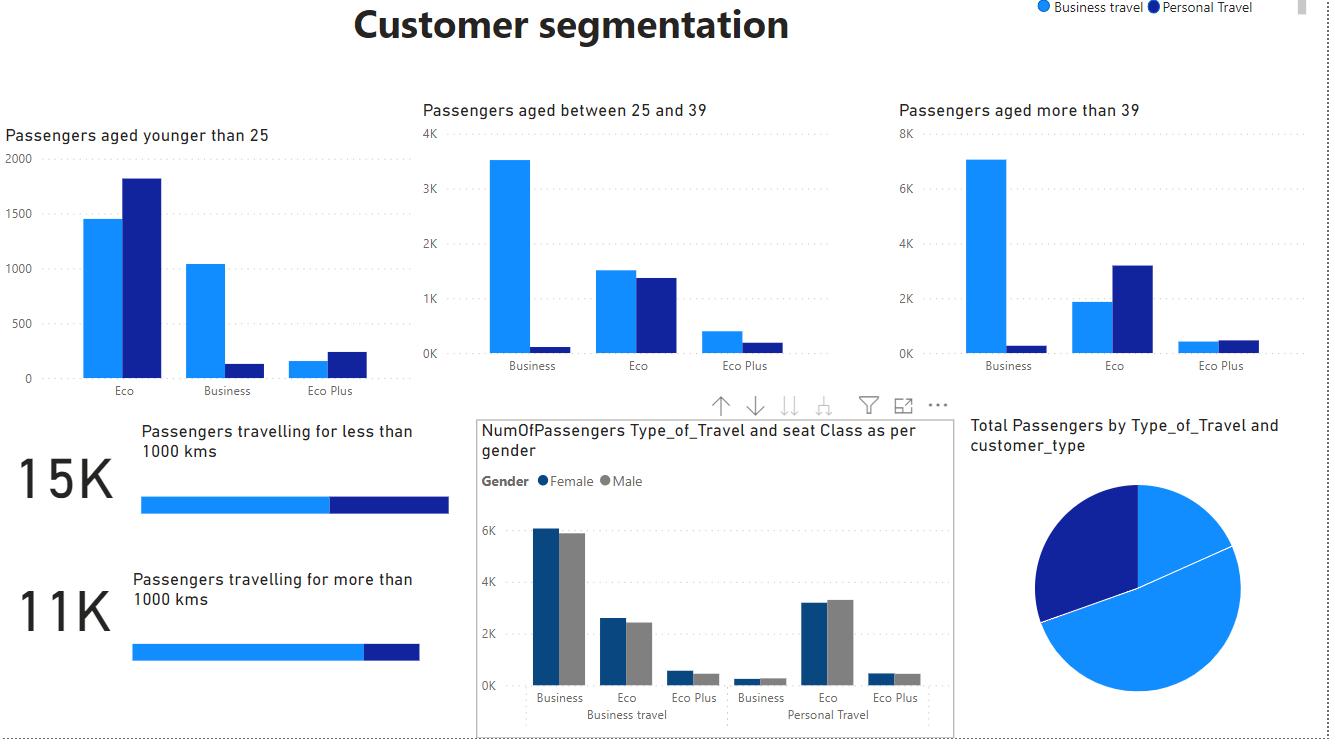 Customer segmentation
Business travel Personal Travel
Passengers aged younger than 25
2000
1500
1000
500
0
Eco Business Eco Plus
Passengers aged between 25 and 39
4K
3K
2K
1K
0K
Business Eco Eco Plus
Passengers aged more than 39
8K
6K
4K
2K
0K
Business Eco Eco Plus
15K
Passengers travelling for less than
1000 kms
11K
Passengers travelling for more than
1000 kms
NumOfPassengers Type_of_Travel and seat Class as per
gender
Gender Female Male
6K
4K
2K
0K
Business Eco Eco Plus Business Eco Eco Plus
Business travel Personal Travel
Total Passengers by Type_of_Travel and
customer_type